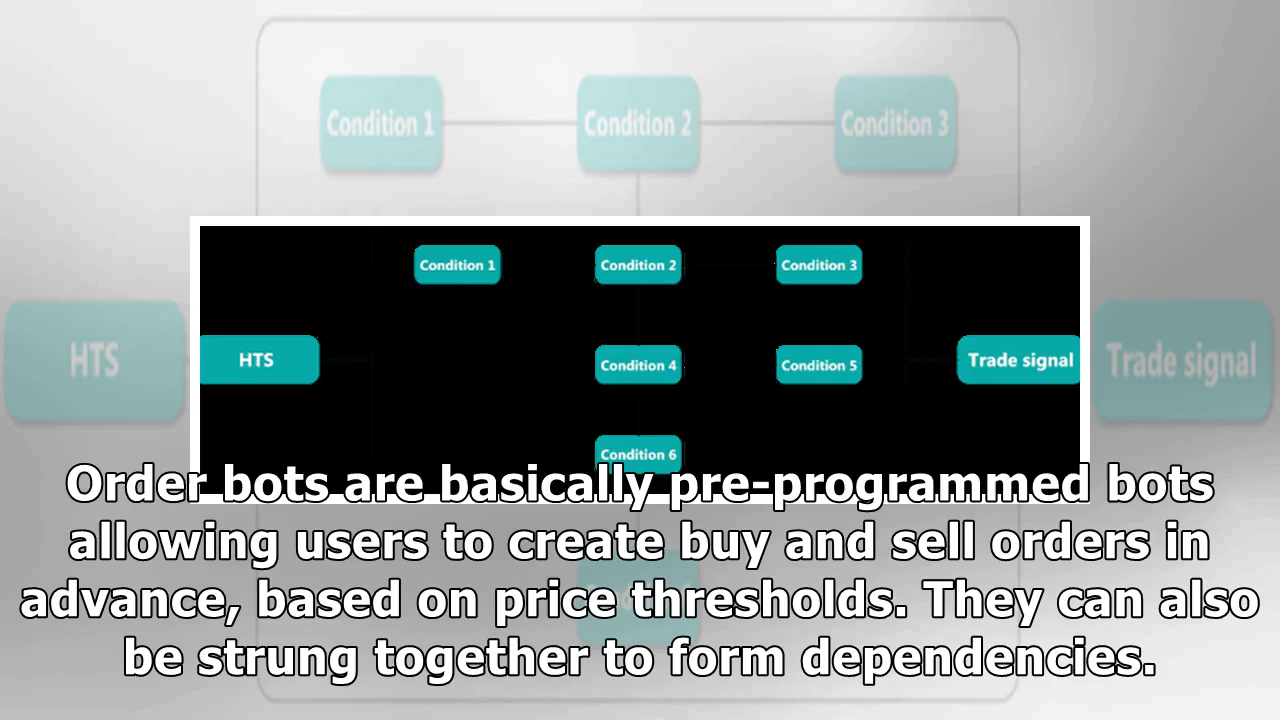 Condition 1 Condition 2 Condition 3
Condition 1 Condition 2 Condition 3
HTS HTS Trade signal Trade signal
Condition 4 Condition 5
Condition 6
Order bots are basically pre-programmed bots
allowing users to create buy and sell orders in
advance, based on price thresholds. They can also
be strung together to form dependencies.